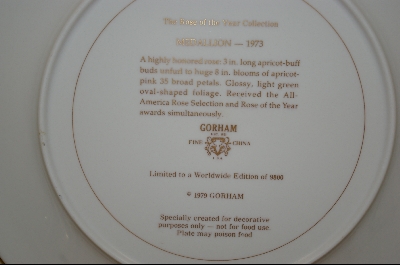 The Rose of the Year Collection
MEDALLION — 1973
A highly honored rose: 3 in. long apricot-buff
buds unfurl to huge 8 in. blooms of apricot-
pink 35 broad petals. Glossy, light green
oval-shaped foliage. Received the All-
America Rose Selection and Rose of the Year
awards simultaneously.
GORHAM
FINE CHINA
Limited to a Worldwide Edition of 9800
© 1979 GORHAM
Specially created for decorative
purposes only — not for food use
Plate may poison food